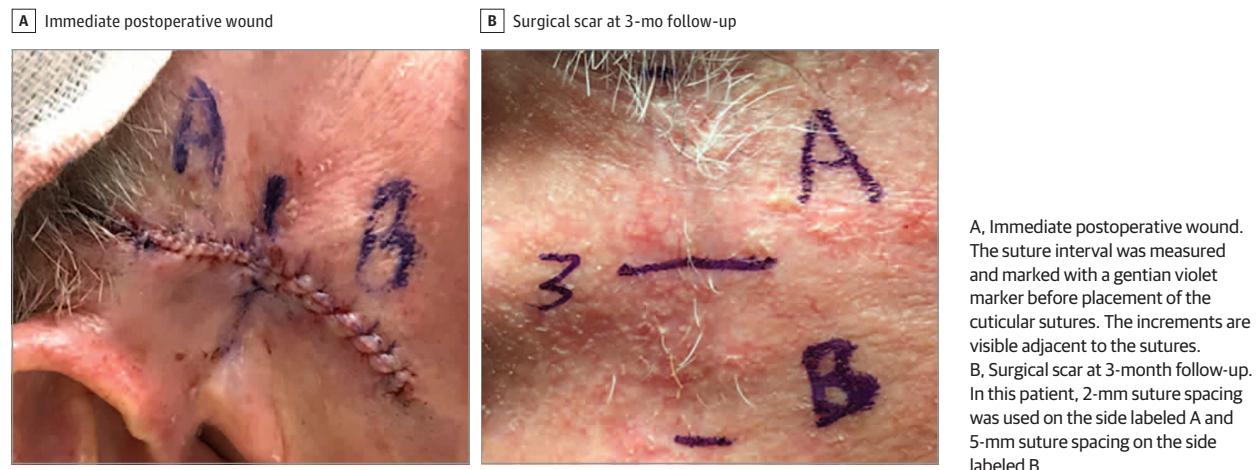 A Immediate postoperative wound
B Surgical scar at 3-mo follow-up
A
B
A
3
B
A, Immediate postoperative wound.
The suture interval was measured
and marked with a gentian violet
marker before placement of the
cuticular sutures. The increments are
visible adjacent to the sutures.
B, Surgical scar at 3-month follow-up.
In this patient, 2-mm suture spacing
was used on the side labeled A and
5-mm suture spacing on the side
labeled B